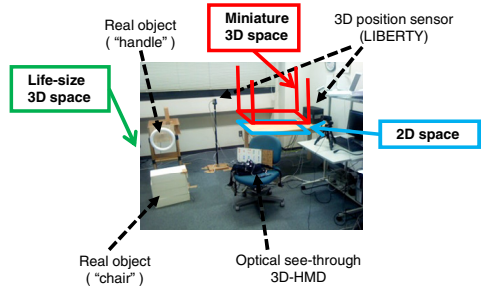 Real object
( “handle” )
Miniature
3D space
3D position sensor
(LIBERTY)
Life-size
3D space
2D space
Real object
( “chair” )
Optical see-through
3D-HMD